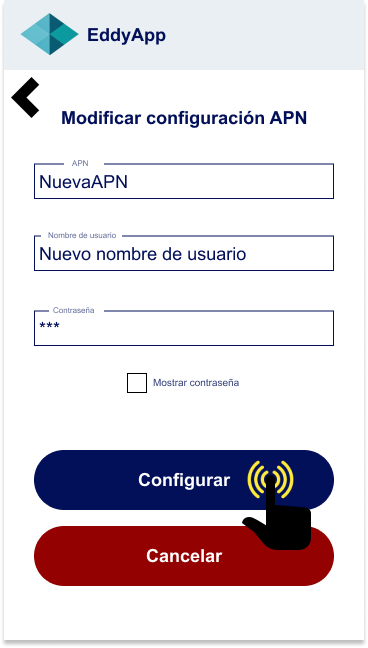 EddyApp
Modificar configuración APN
APN
NuevaAPN
Nombre de usuario
Nuevo nombre de usuario
Contraseña
***
Mostrar contraseña
Configurar
Cancelar